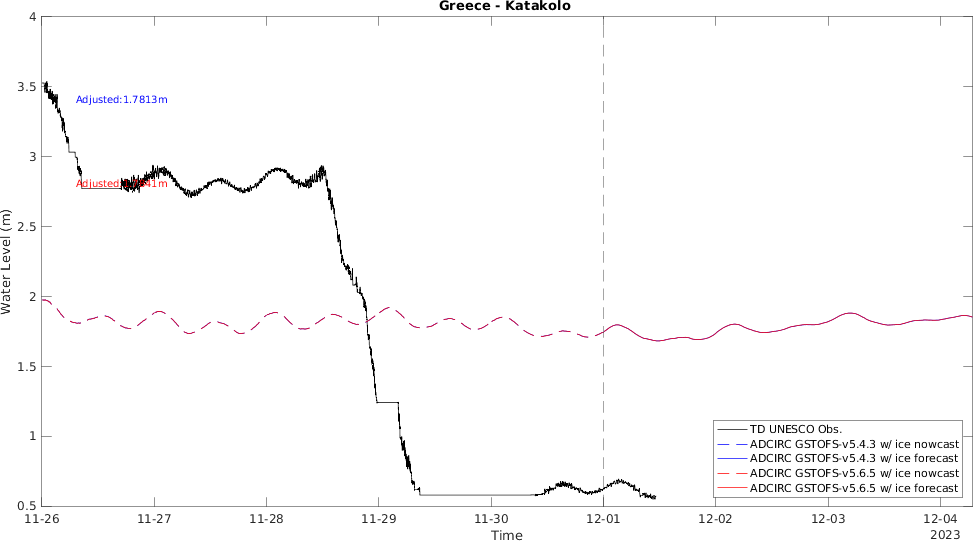 Greece - Katakolo
4
3.5
3
2.5
2
1.5
1
0.5
Water Level (m)
Adjusted:1.7813m
Adjusted:
11-26
11-27
11-28
11-29
11-30
12-01
12-02
12-03
12-04
2023
Time
TD UNESCO Obs.
ADCIRC GSTOFS-v5.4.3 w/ ice nowcast
ADCIRC GSTOFS-v5.4.3 w/ ice forecast
ADCIRC GSTOFS-v5.6.5 w/ ice nowcast
ADCIRC GSTOFS-v5.6.5 w/ ice forecast